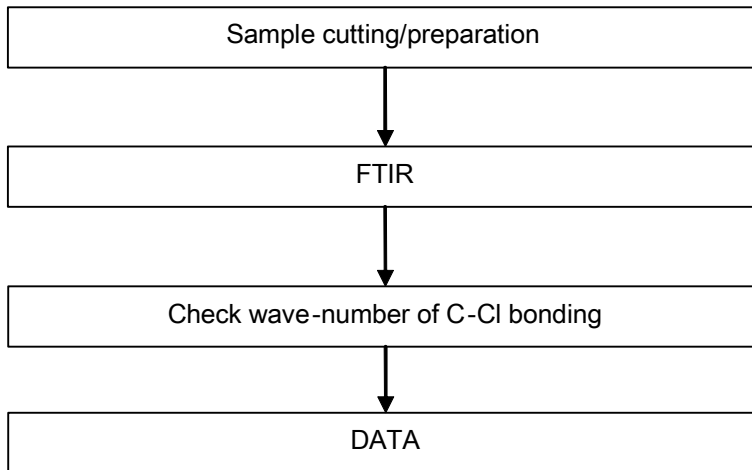 Sample cutting/preparation
FTIR
Check wave-number of C-Cl bonding
DATA